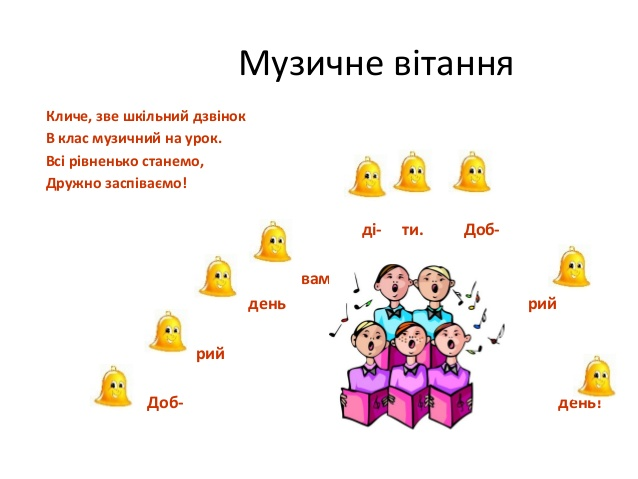 Музичне вітання
Кличе, зве шкільний дзвінок
В клас музичний на урок.
Всі рівненько станемо,
Дружно заспіваємо!
Доб-
рий
день
вам
ді- ти. Доб-
рий
день!